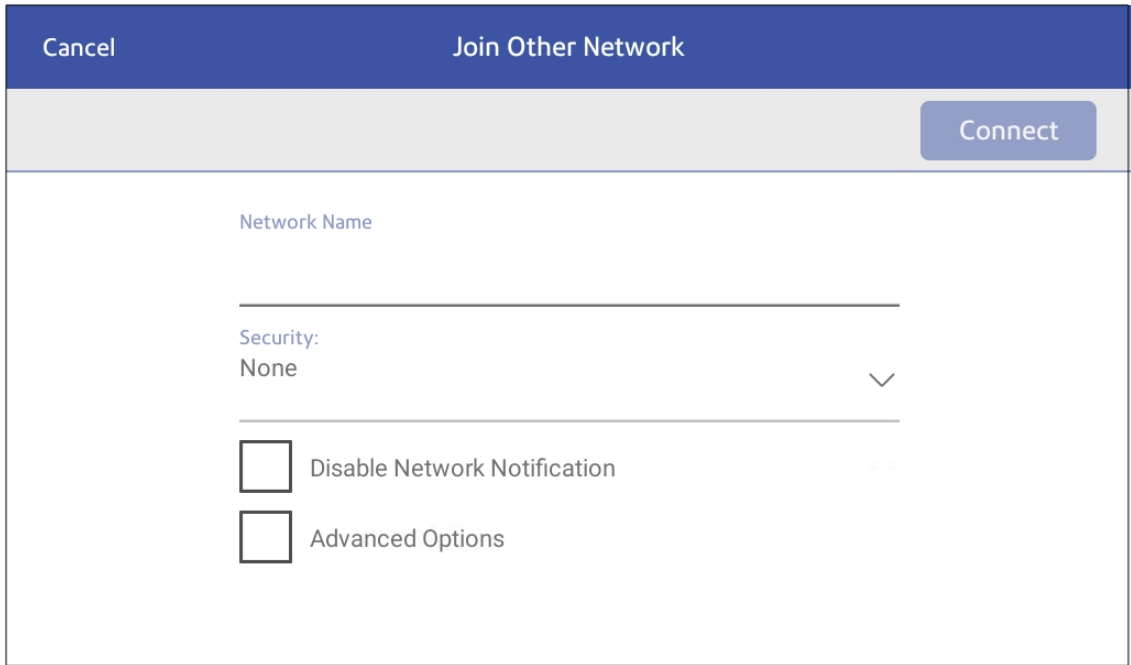 Cancel
Join Other Network
Connect
Network Name
Security:
None
Disable Network Notification
Advanced Options